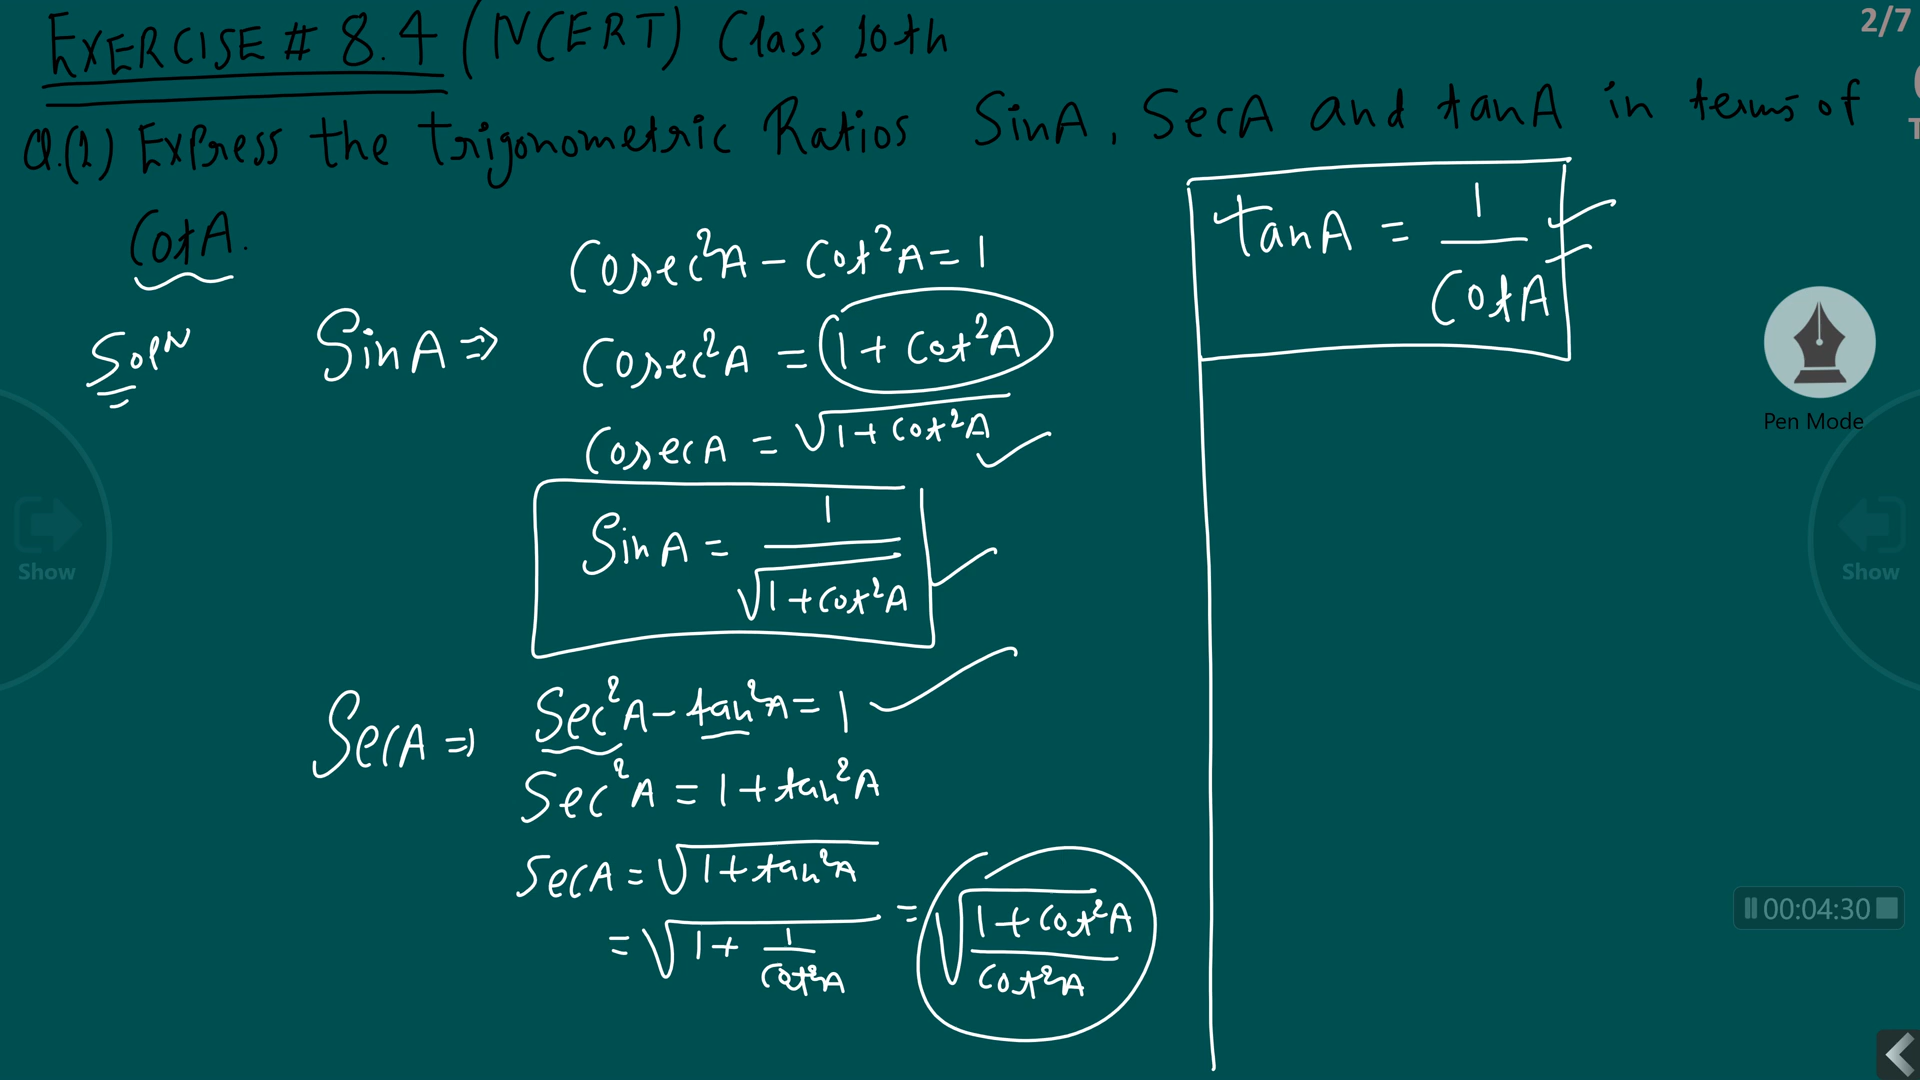 EXERCISE # 8.4 (NCERT) Class 10th
2/7
Q.(1) Express the trigonometric Ratios SinA, SecA and tanA in terms of
CotA.
Soln
SinA ⇒
Cosec²A - Cot²A = 1
Cosec²A = 1 + Cot²A
CosecA = √1+Cot²A
SinA = 1/√1+Cot²A
SecA ⇒
Sec²A - tan²A = 1
Sec²A = 1 + tan²A
SecA = √1+tan²A
= √1+ 1/Cot²A = √1+Cot²A/Cot²A
tanA = 1/CotA
Pen Mode
Show
Show
00:04:30